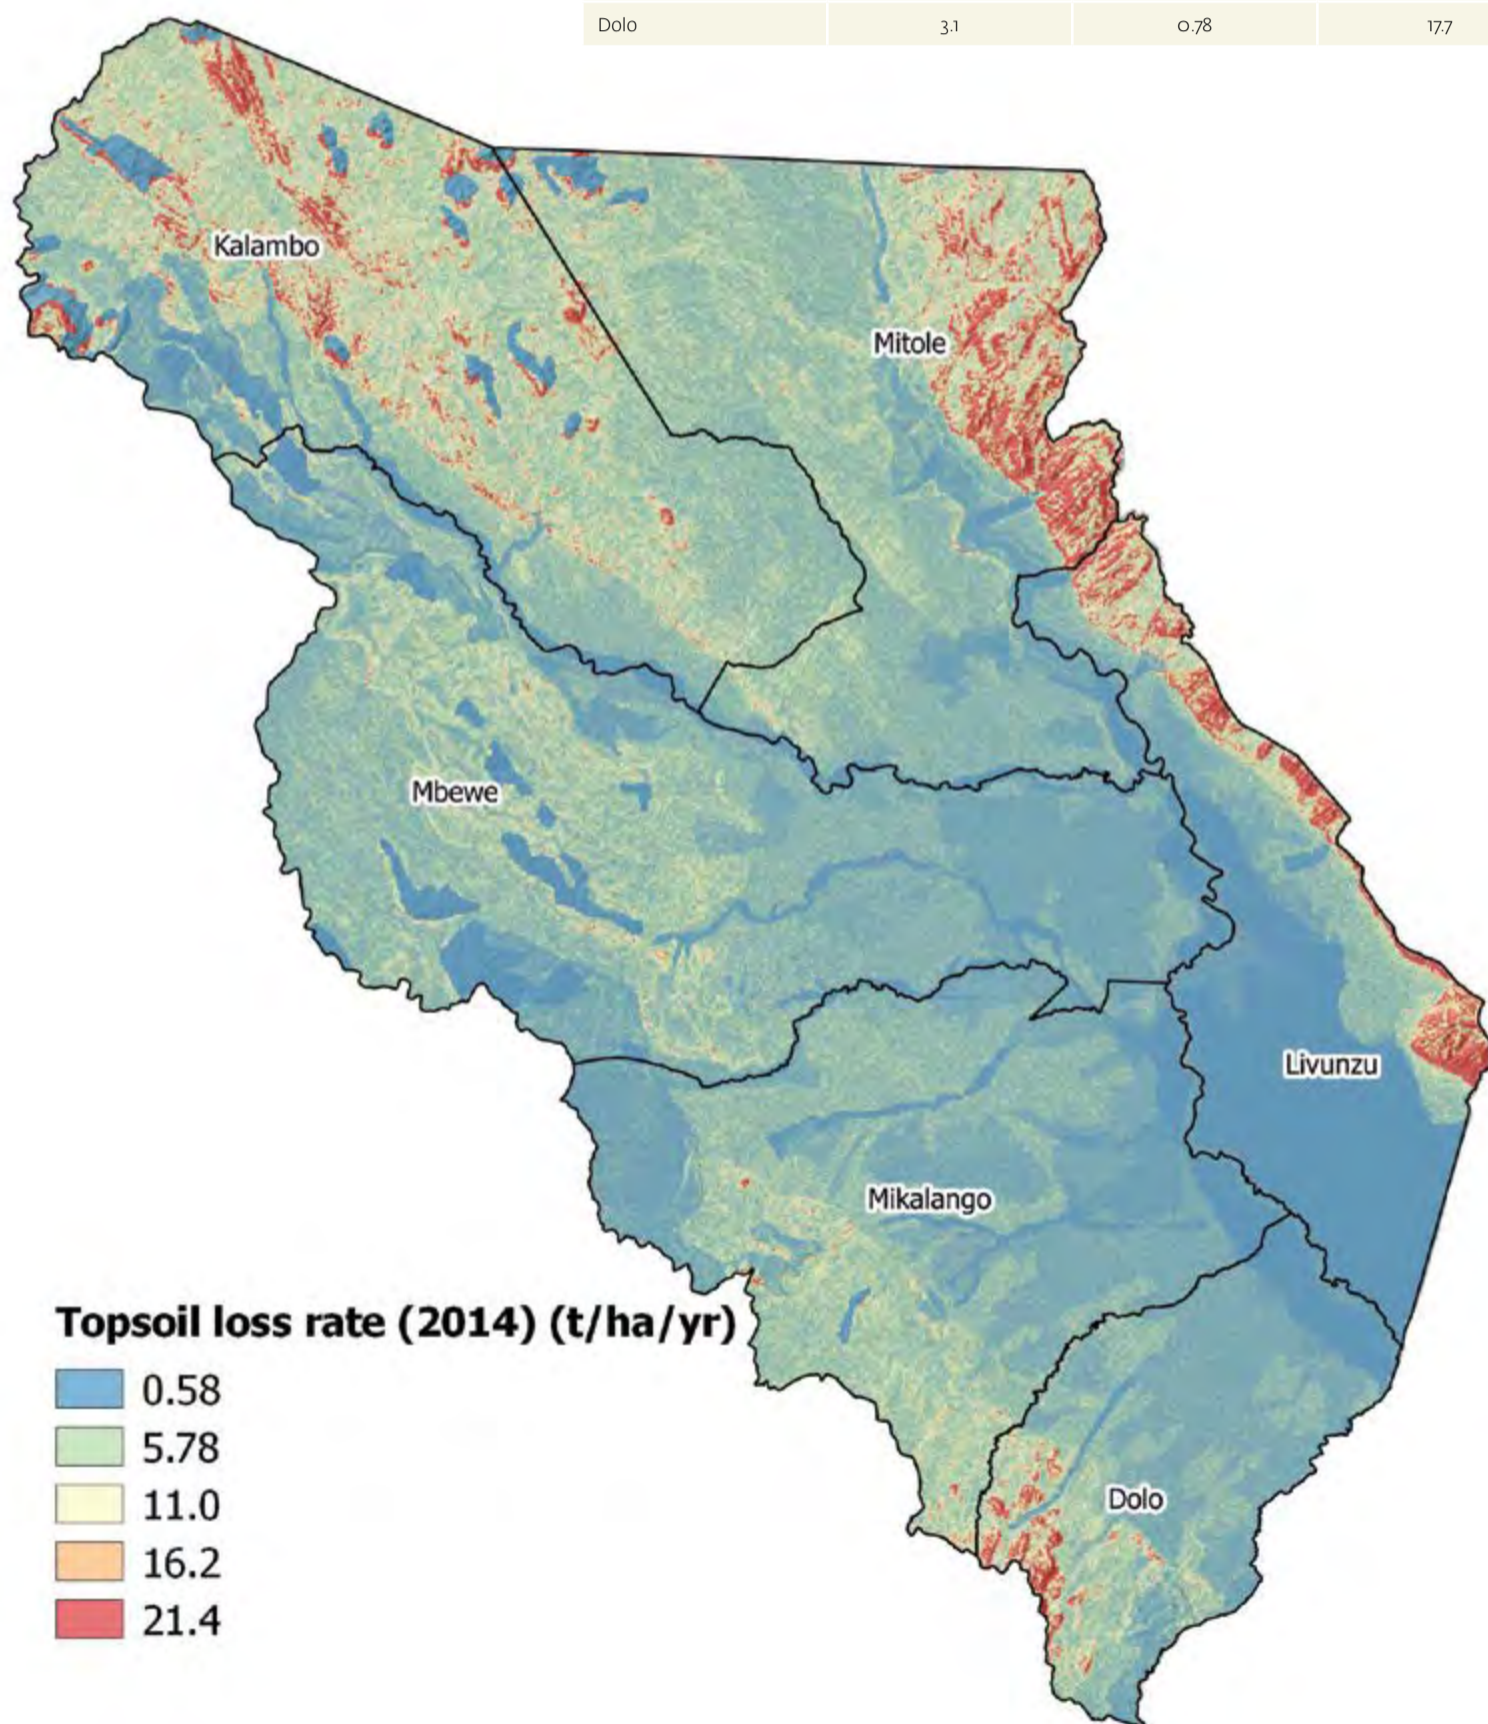 Dolo 3.1 0.78 17.7
Kalambo
Mitole
Mbewe
Livunzu
Mikalango
Topsoil loss rate (2014) (t/ha/yr)
0.58
5.78
11.0
16.2
21.4
Dolo